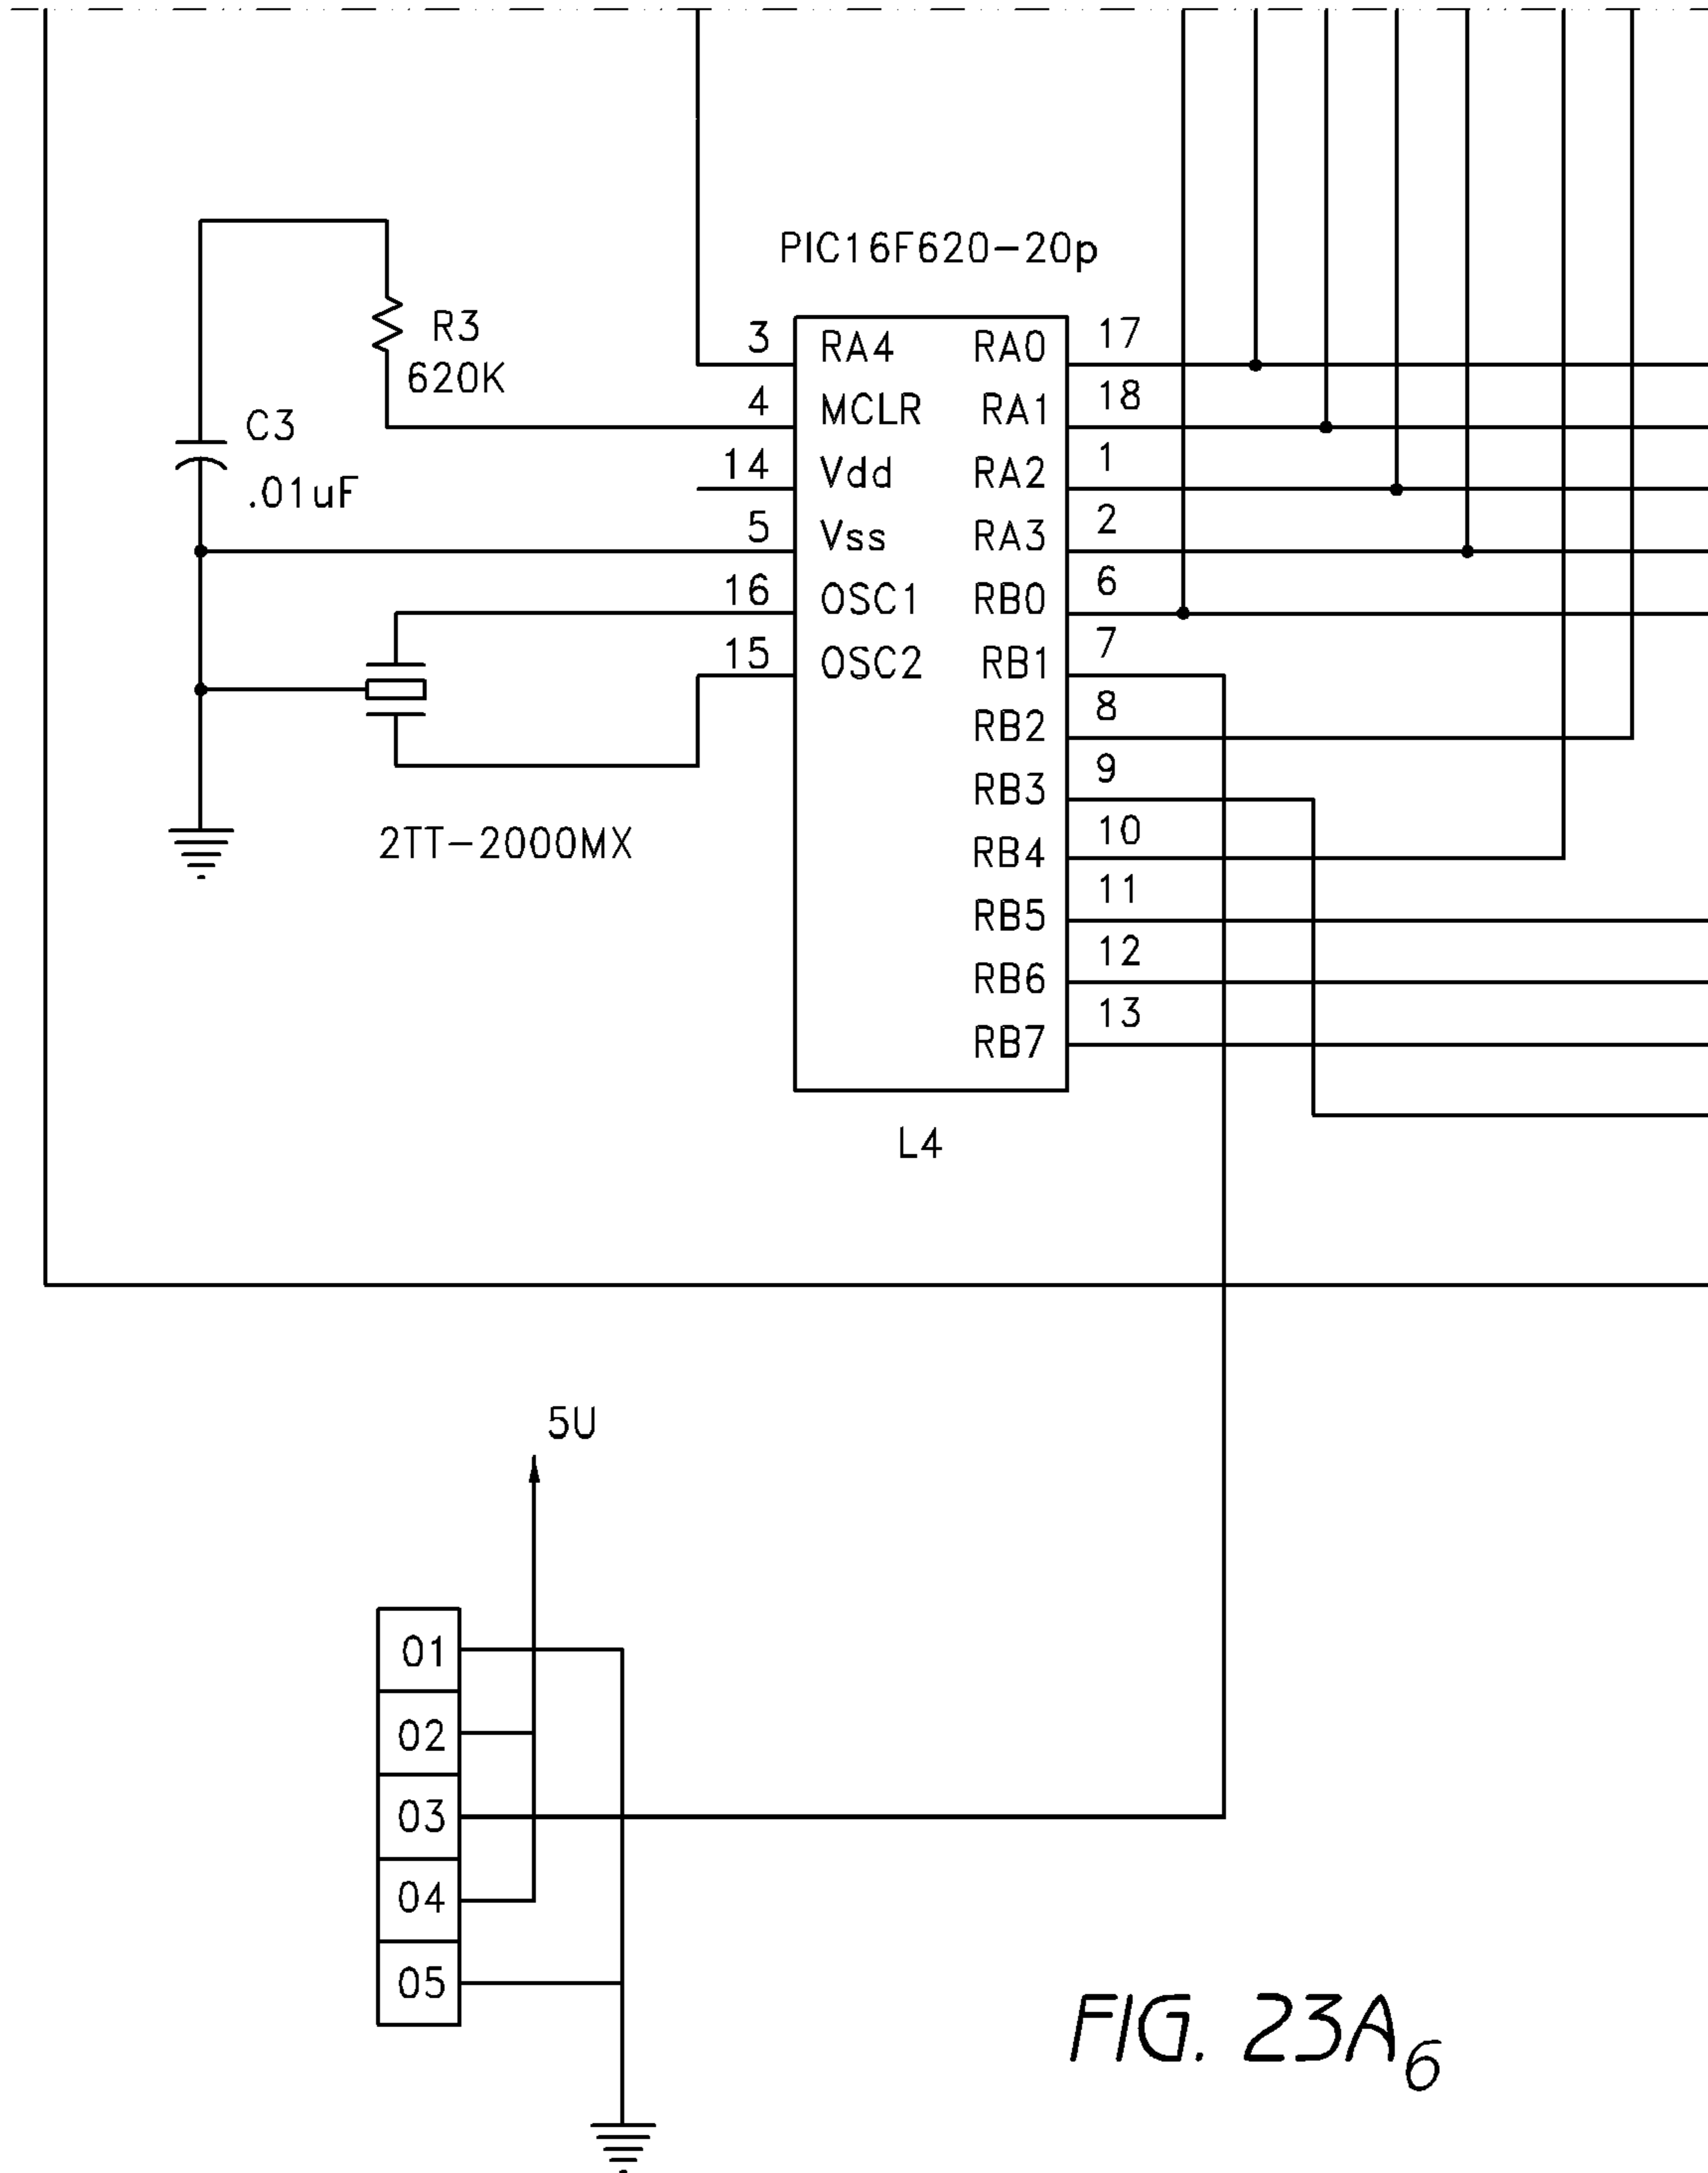 PIC16F620-20p
R3
620K
C3
.01uF
3 RA4 RA0 17
4 MCLR RA1 18
14 Vdd RA2 1
5 Vss RA3 2
16 OSC1 RB0 6
15 OSC2 RB1 7
RB2 8
RB3 9
RB4 10
RB5 11
RB6 12
RB7 13
2TT-2000MX
L4
5U
01
02
03
04
05
FIG. 23A6